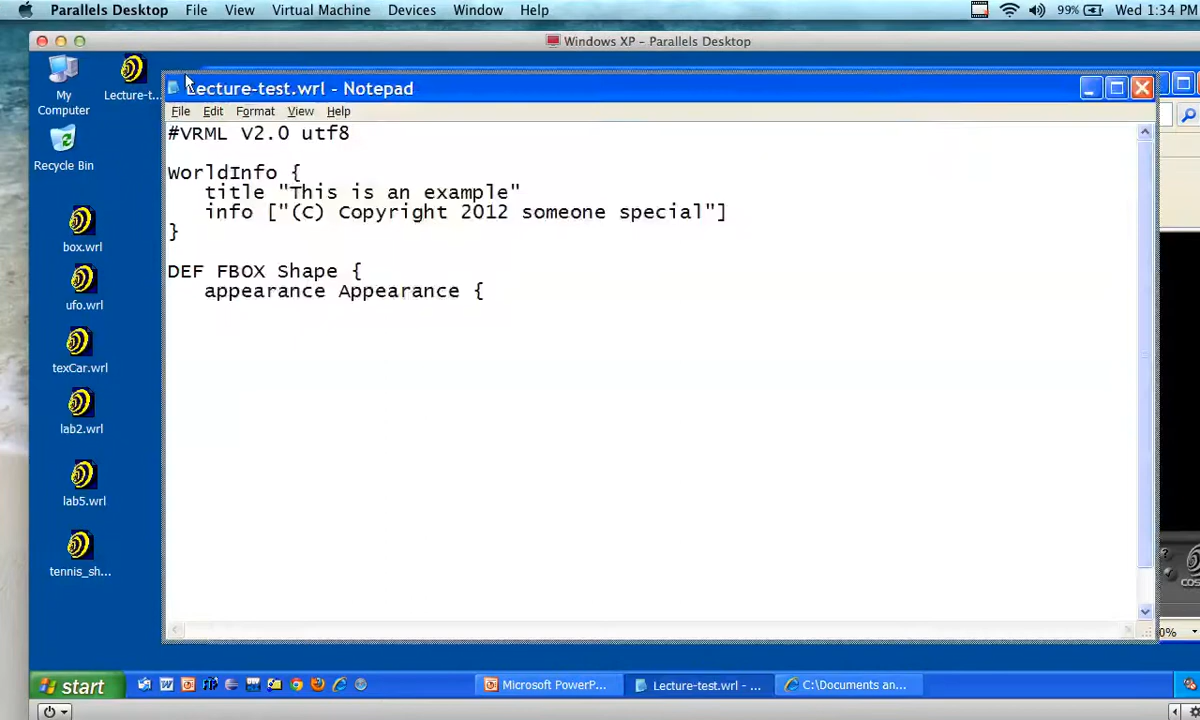 Parallels Desktop File View Virtual Machine Devices Window Help 99% Wed 1:34 PM
Windows XP - Parallels Desktop
My Computer
Lecture-t...
Recycle Bin
box.wrl
ufo.wrl
texCar.wrl
lab2.wrl
lab5.wrl
tennis_sh...
Lecture-test.wrl - Notepad
File Edit Format View Help
#VRML V2.0 utf8
WorldInfo {
title "This is an example"
info ["(C) Copyright 2012 someone special"]
}
DEF FBOX Shape {
appearance Appearance {
0%
start Microsoft PowerP... Lecture-test.wrl - ... C:\Documents an...